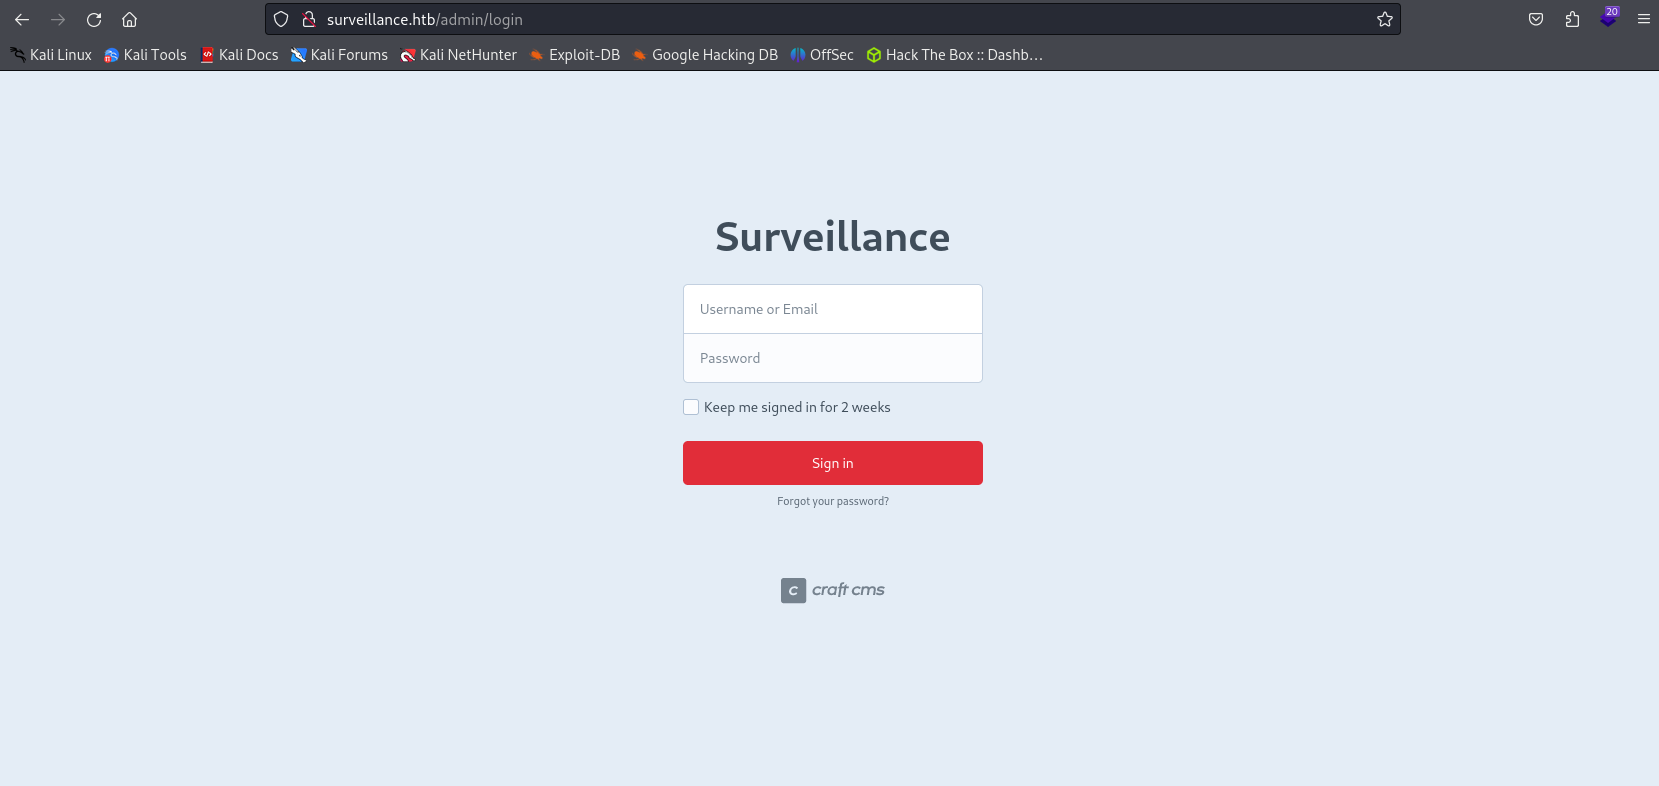 surveillance.htb/admin/login
20
Kali Linux Kali Tools Kali Docs Kali Forums Kali NetHunter Exploit-DB Google Hacking DB OffSec Hack The Box :: Dashb...
Surveillance
Username or Email
Password
Keep me signed in for 2 weeks
Sign in
Forgot your password?
C craft cms